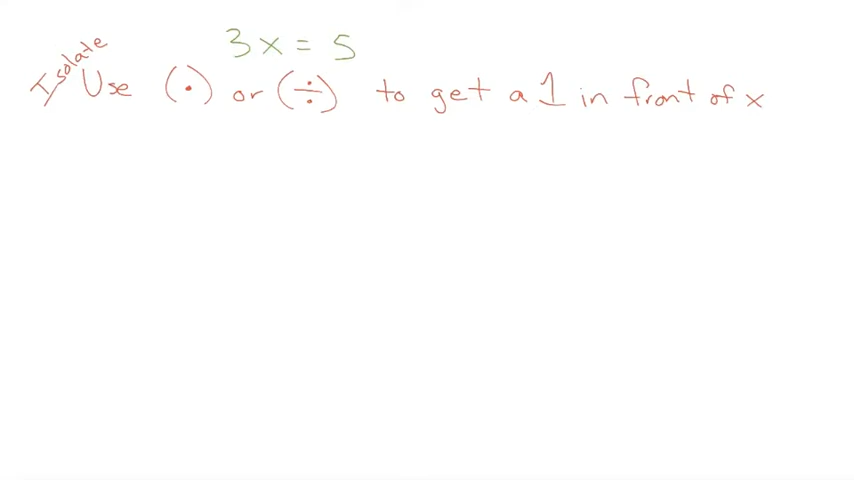 3x = 5
Isolate
Use (·) or (÷) to get a 1 in front of x